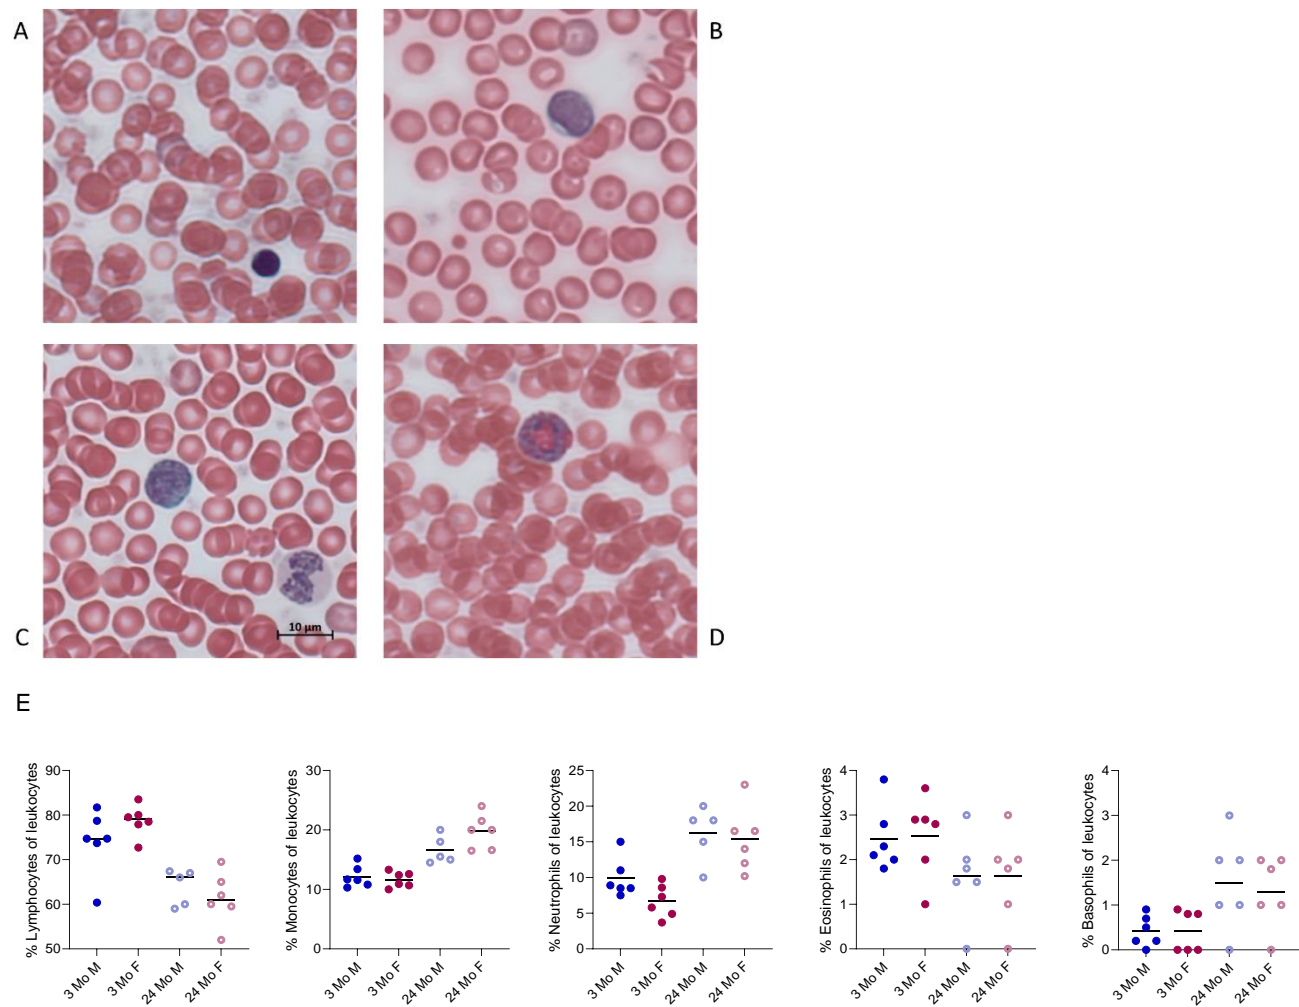 A
B
10 µm
C
D
E
% Lymphocytes of leukocytes
90
80
70
60
50
3 Mo M
3 Mo F
24 Mo M
24 Mo F
% Monocytes of leukocytes
30
20
10
0
3 Mo M
3 Mo F
24 Mo M
24 Mo F
% Neutrophils of leukocytes
25
20
15
10
5
0
3 Mo M
3 Mo F
24 Mo M
24 Mo F
% Eosinophils of leukocytes
4
3
2
1
0
3 Mo M
3 Mo F
24 Mo M
24 Mo F
% Basophils of leukocytes
4
3
2
1
0
3 Mo M
3 Mo F
24 Mo M
24 Mo F